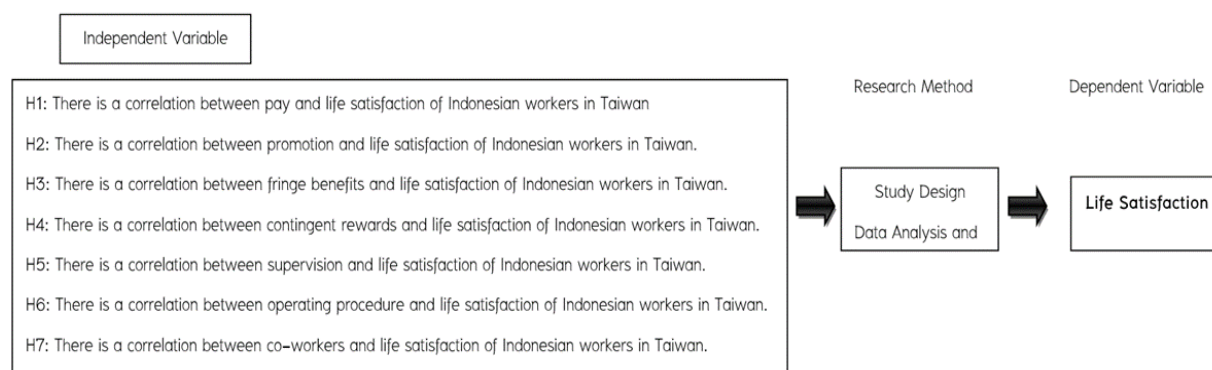 Independent Variable
H1: There is a correlation between pay and life satisfaction of Indonesian workers in Taiwan
H2: There is a correlation between promotion and life satisfaction of Indonesian workers in Taiwan.
H3: There is a correlation between fringe benefits and life satisfaction of Indonesian workers in Taiwan.
H4: There is a correlation between contingent rewards and life satisfaction of Indonesian workers in Taiwan.
H5: There is a correlation between supervision and life satisfaction of Indonesian workers in Taiwan.
H6: There is a correlation between operating procedure and life satisfaction of Indonesian workers in Taiwan.
H7: There is a correlation between co-workers and life satisfaction of Indonesian workers in Taiwan.
Research Method
Study Design
Data Analysis and
Dependent Variable
Life Satisfaction